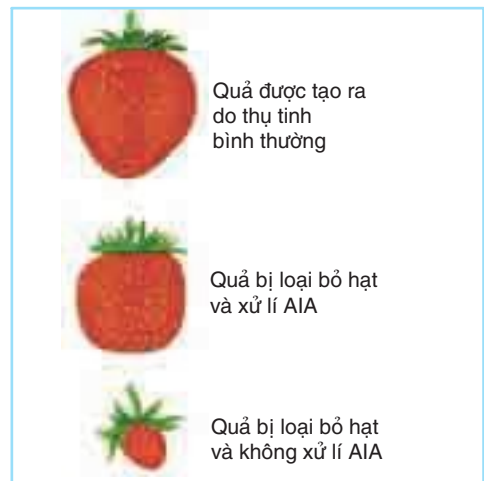 Quả được tạo ra
do thụ tinh
bình thường
Quả bị loại bỏ hạt
và xử lí AIA
Quả bị loại bỏ hạt
và không xử lí AIA